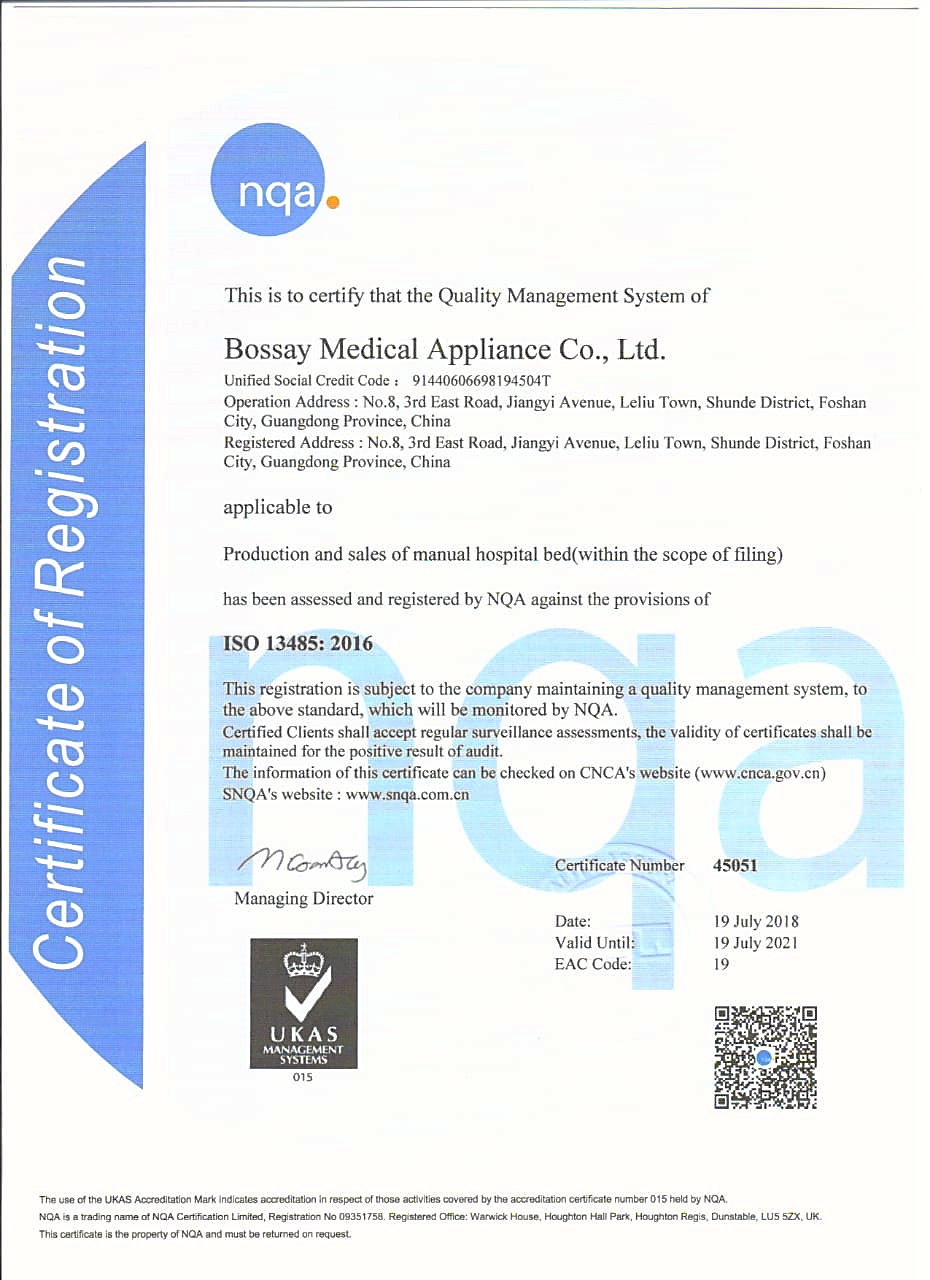 nqa.
Certificate of Registration
This is to certify that the Quality Management System of
Bossay Medical Appliance Co., Ltd.
Unified Social Credit Code : 91440606698194504T
Operation Address : No.8, 3rd East Road, Jiangyi Avenue, Leliu Town, Shunde District, Foshan
City, Guangdong Province, China
Registered Address : No.8, 3rd East Road, Jiangyi Avenue, Leliu Town, Shunde District, Foshan
City, Guangdong Province, China
applicable to
Production and sales of manual hospital bed(within the scope of filing)
has been assessed and registered by NQA against the provisions of
nqa
ISO 13485: 2016
This registration is subject to the company maintaining a quality management system, to
the above standard, which will be monitored by NQA.
Certified Clients shall accept regular surveillance assessments, the validity of certificates shall be
maintained for the positive result of audit.
The information of this certificate can be checked on CNCA's website (www.cnca.gov.cn)
SNQA's website : www.snqa.com.cn
Managing Director
Certificate Number 45051
Date: 19 July 2018
Valid Until: 19 July 2021
EAC Code: 19
UKAS
MANAGEMENT
SYSTEMS
015
The use of the UKAS Accreditation Mark indicates accreditation in respect of those activities covered by the accreditation certificate number 015 held by NQA.
NQA is a trading name of NQA Certification Limited, Registration No 09351758. Registered Office: Warwick House, Houghton Hall Park, Houghton Regis, Dunstable, LU5 5ZX, UK.
This certificate is the property of NQA and must be returned on request.